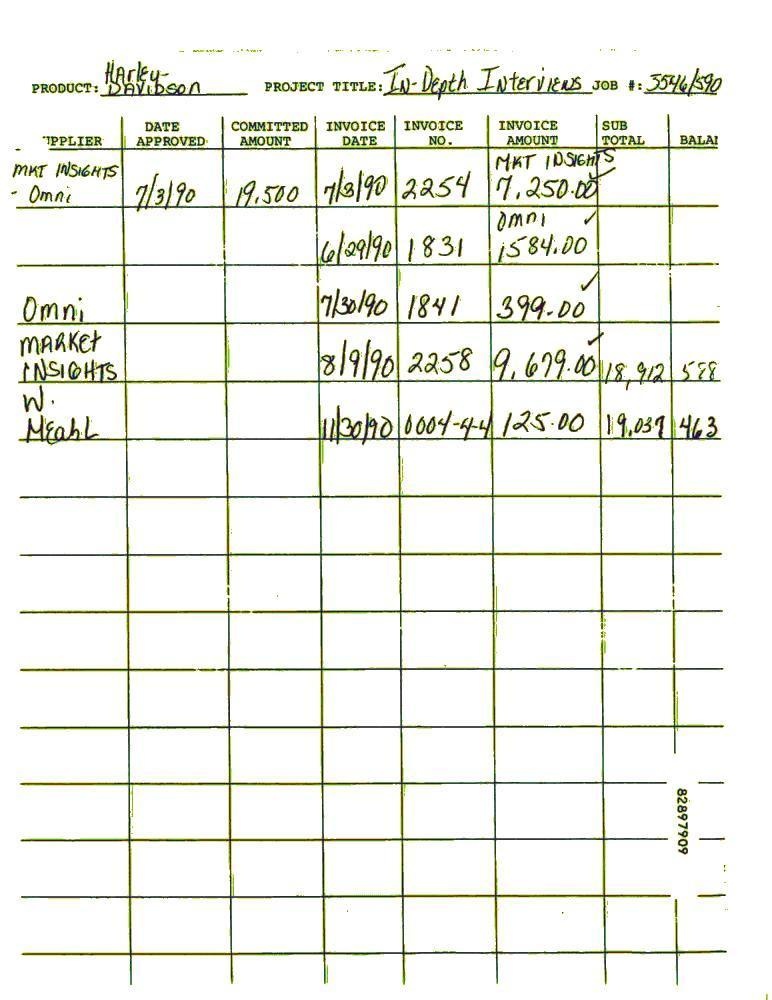 Harley-
PRODUCT: Davidson PROJECT TITLE: In-Depth Interviews JOB #: 3546/590
DATE COMMITTED INVOICE INVOICE INVOICE SUB
UPPLIER APPROVED AMOUNT DATE NO. AMOUNT TOTAL BALAN
MKT INSIGHTS MKT INSIGHTS
- Omni 7/3/90 19,500 7/3/90 2254 7,250.00 ✓
Omni ✓
6/29/90 1831 1584.00
Omni 7/30/90 1841 399.00 ✓
MARKET
INSIGHTS 8/9/90 2258 9,679.00 ✓ 18,912 588
W.
Meahl 11/30/90 0004-44 125.00 19,037 463
82897909